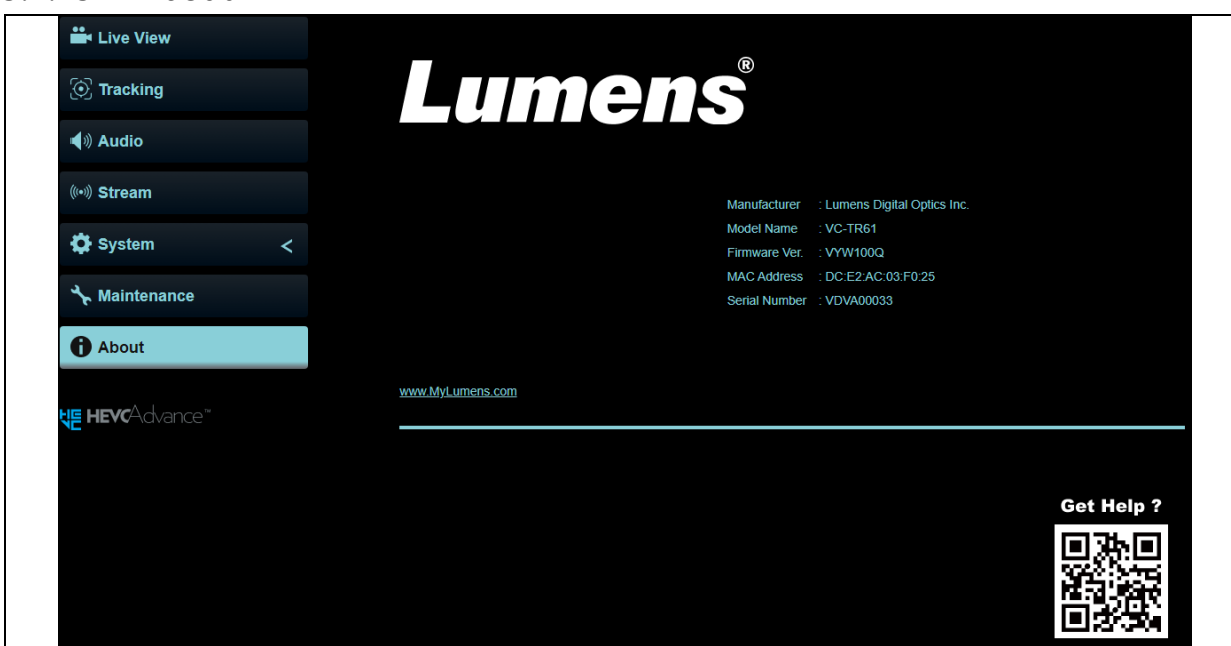 Live View
Tracking
Audio
Stream
System <
Maintenance
About
HEVCAdvance™
Lumens®
Manufacturer : Lumens Digital Optics Inc.
Model Name : VC-TR61
Firmware Ver. : VYW100Q
MAC Address : DC:E2:AC:03:F0:25
Serial Number : VDVA00033
www.MyLumens.com
Get Help ?